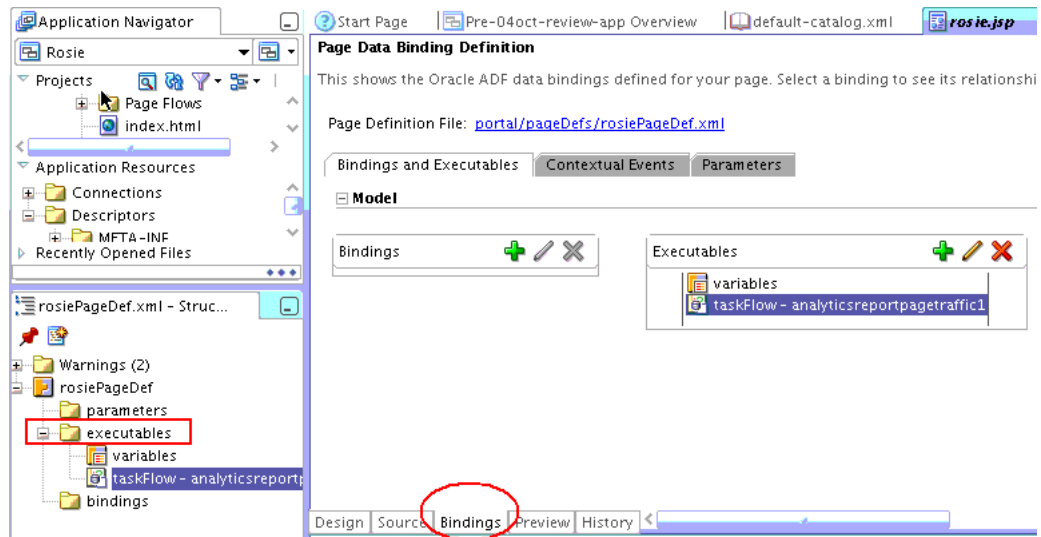 Application Navigator
Rosie
Projects
Page Flows
index.html
Application Resources
Connections
Descriptors
META-INF
Recently Opened Files
rosiePageDef.xml - Struc...
Warnings (2)
rosiePageDef
parameters
executables
variables
taskFlow - analyticsreportp
bindings
Start Page
Pre-04oct-review-app Overview
default-catalog.xml
rosie.jsp
Page Data Binding Definition
This shows the Oracle ADF data bindings defined for your page. Select a binding to see its relationshi
Page Definition File: portal/pageDefs/rosiePageDef.xml
Bindings and Executables
Contextual Events
Parameters
Model
Bindings
Executables
variables
taskFlow - analyticsreportpagetraffic1
Design
Source
Bindings
Preview
History